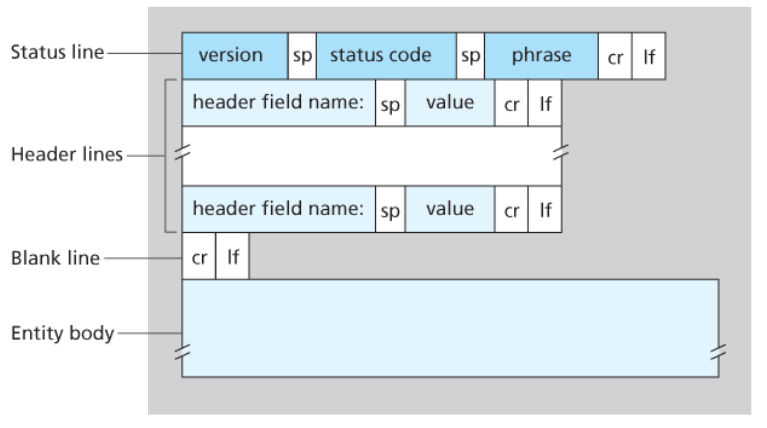 Status line version sp status code sp phrase cr lf
header field name: sp value cr lf
Header lines
header field name: sp value cr lf
Blank line cr lf
Entity body